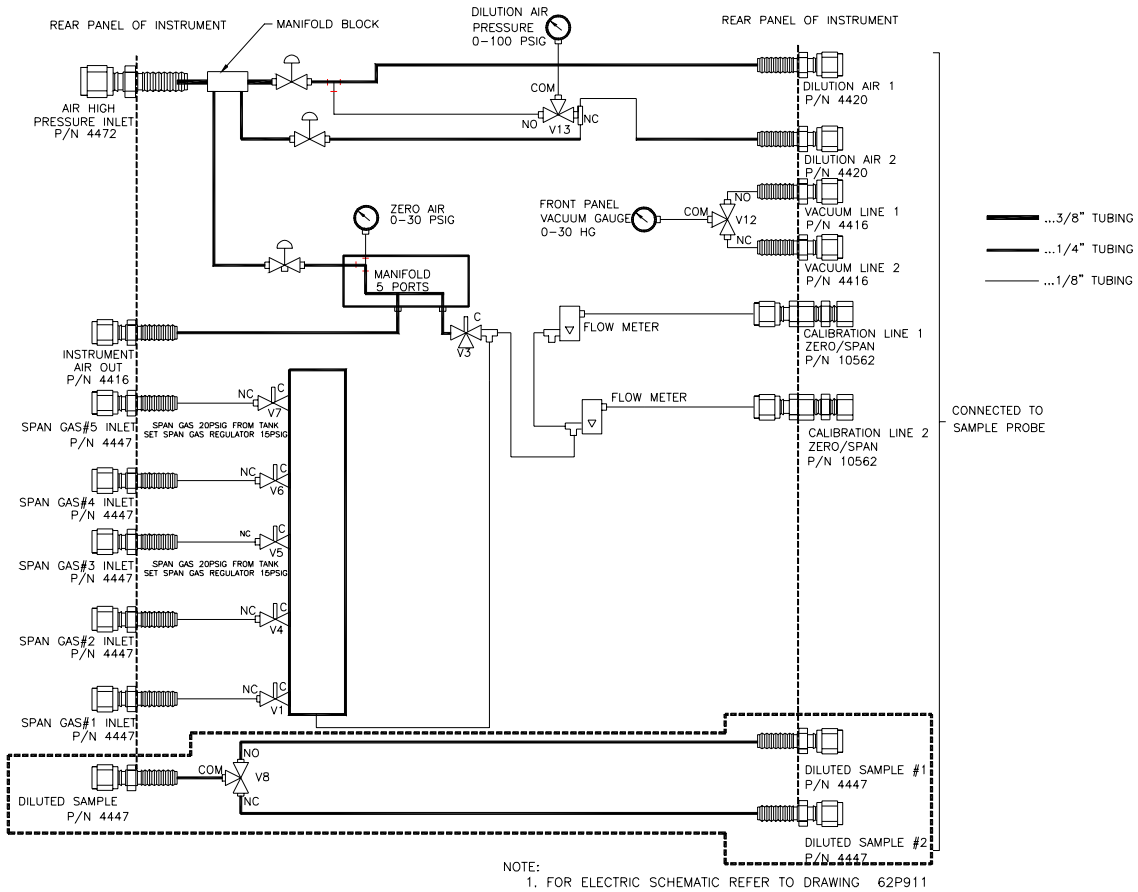 REAR PANEL OF INSTRUMENT
MANIFOLD BLOCK
DILUTION AIR
PRESSURE
0-100 PSIG
REAR PANEL OF INSTRUMENT
AIR HIGH
PRESSURE INLET
P/N 4472
COM
NO
NC
V13
DILUTION AIR 1
P/N 4420
DILUTION AIR 2
P/N 4420
ZERO AIR
0-30 PSIG
FRONT PANEL
VACUUM GAUGE
0-30 HG
COM
NO
V12
NC
VACUUM LINE 1
P/N 4416
VACUUM LINE 2
P/N 4416
...3/8" TUBING
...1/4" TUBING
...1/8" TUBING
MANIFOLD
5 PORTS
C
V3
FLOW METER
CALIBRATION LINE 1
ZERO/SPAN
P/N 10562
INSTRUMENT
AIR OUT
P/N 4416
FLOW METER
CALIBRATION LINE 2
ZERO/SPAN
P/N 10562
CONNECTED TO
SAMPLE PROBE
NC
C
V7
SPAN GAS#5 INLET
P/N 4447
SPAN GAS 20PSIG FROM TANK
SET SPAN GAS REGULATOR 15PSIG
NC
C
V6
SPAN GAS#4 INLET
P/N 4447
NC
C
V5
SPAN GAS#3 INLET
P/N 4447
SPAN GAS 20PSIG FROM TANK
SET SPAN GAS REGULATOR 15PSIG
NC
C
V4
SPAN GAS#2 INLET
P/N 4447
NC
C
V1
SPAN GAS#1 INLET
P/N 4447
COM
NO
V8
NC
DILUTED SAMPLE
P/N 4447
DILUTED SAMPLE #1
P/N 4447
DILUTED SAMPLE #2
P/N 4447
NOTE:
1. FOR ELECTRIC SCHEMATIC REFER TO DRAWING 62P911